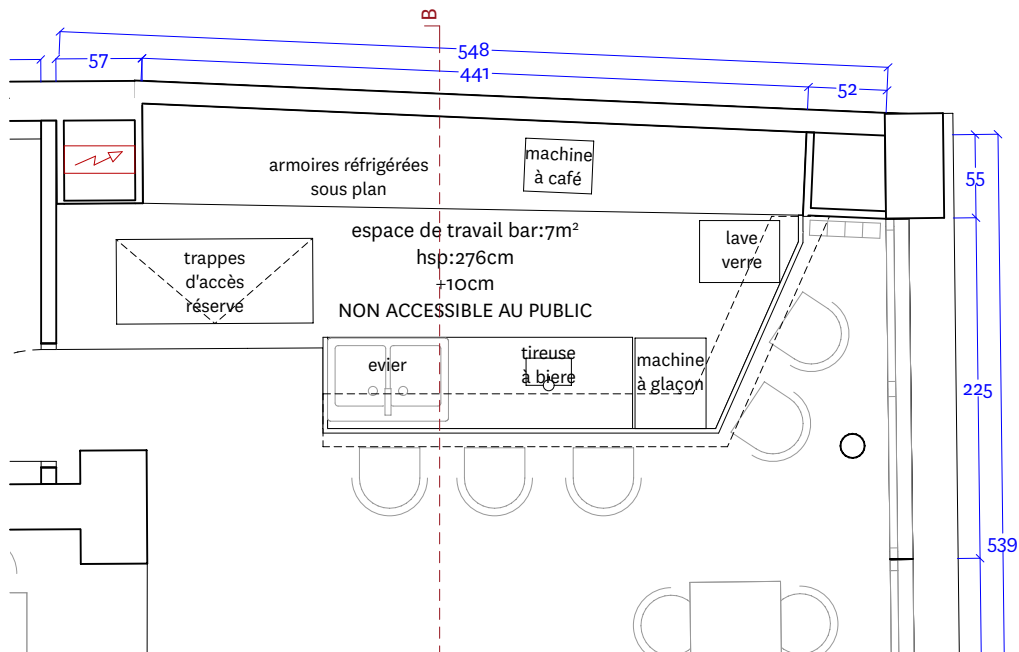 B
548
57
441
52
machine
à café
armoires réfrigérées
sous plan
55
espace de travail bar:7m²
hsp:276cm
+10cm
NON ACCESSIBLE AU PUBLIC
lave
verre
trappes
d'accès
réserve
evier
tireuse
à biere
machine
à glaçon
225
539